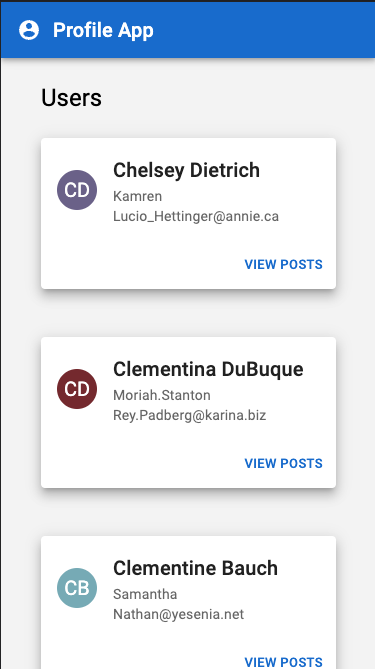 Profile App
Users
CD
Chelsey Dietrich
Kamren
Lucio_Hettinger@annie.ca
VIEW POSTS
CD
Clementina DuBuque
Moriah.Stanton
Rey.Padberg@karina.biz
VIEW POSTS
CB
Clementine Bauch
Samantha
Nathan@yesenia.net
VIEW POSTS